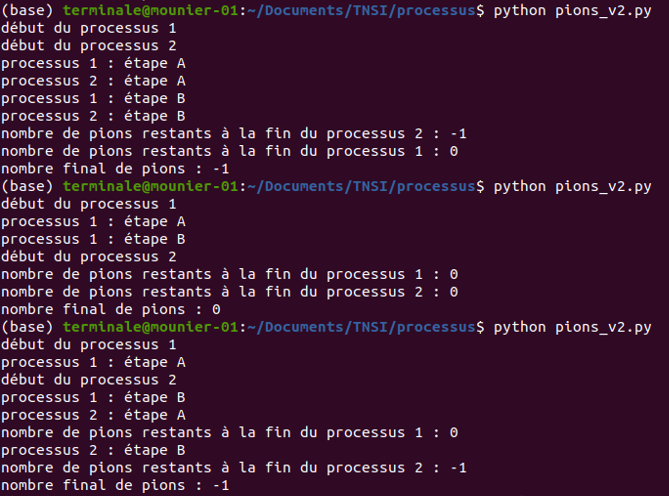 (base) terminale@mounier-01:~/Documents/TNSI/processus$ python pions_v2.py
début du processus 1
début du processus 2
processus 1 : étape A
processus 2 : étape A
processus 1 : étape B
processus 2 : étape B
nombre de pions restants à la fin du processus 2 : -1
nombre de pions restants à la fin du processus 1 : 0
nombre final de pions : -1
(base) terminale@mounier-01:~/Documents/TNSI/processus$ python pions_v2.py
début du processus 1
processus 1 : étape A
processus 1 : étape B
début du processus 2
nombre de pions restants à la fin du processus 1 : 0
nombre de pions restants à la fin du processus 2 : 0
nombre final de pions : 0
(base) terminale@mounier-01:~/Documents/TNSI/processus$ python pions_v2.py
début du processus 1
processus 1 : étape A
début du processus 2
processus 1 : étape B
processus 2 : étape A
nombre de pions restants à la fin du processus 1 : 0
processus 2 : étape B
nombre de pions restants à la fin du processus 2 : -1
nombre final de pions : -1